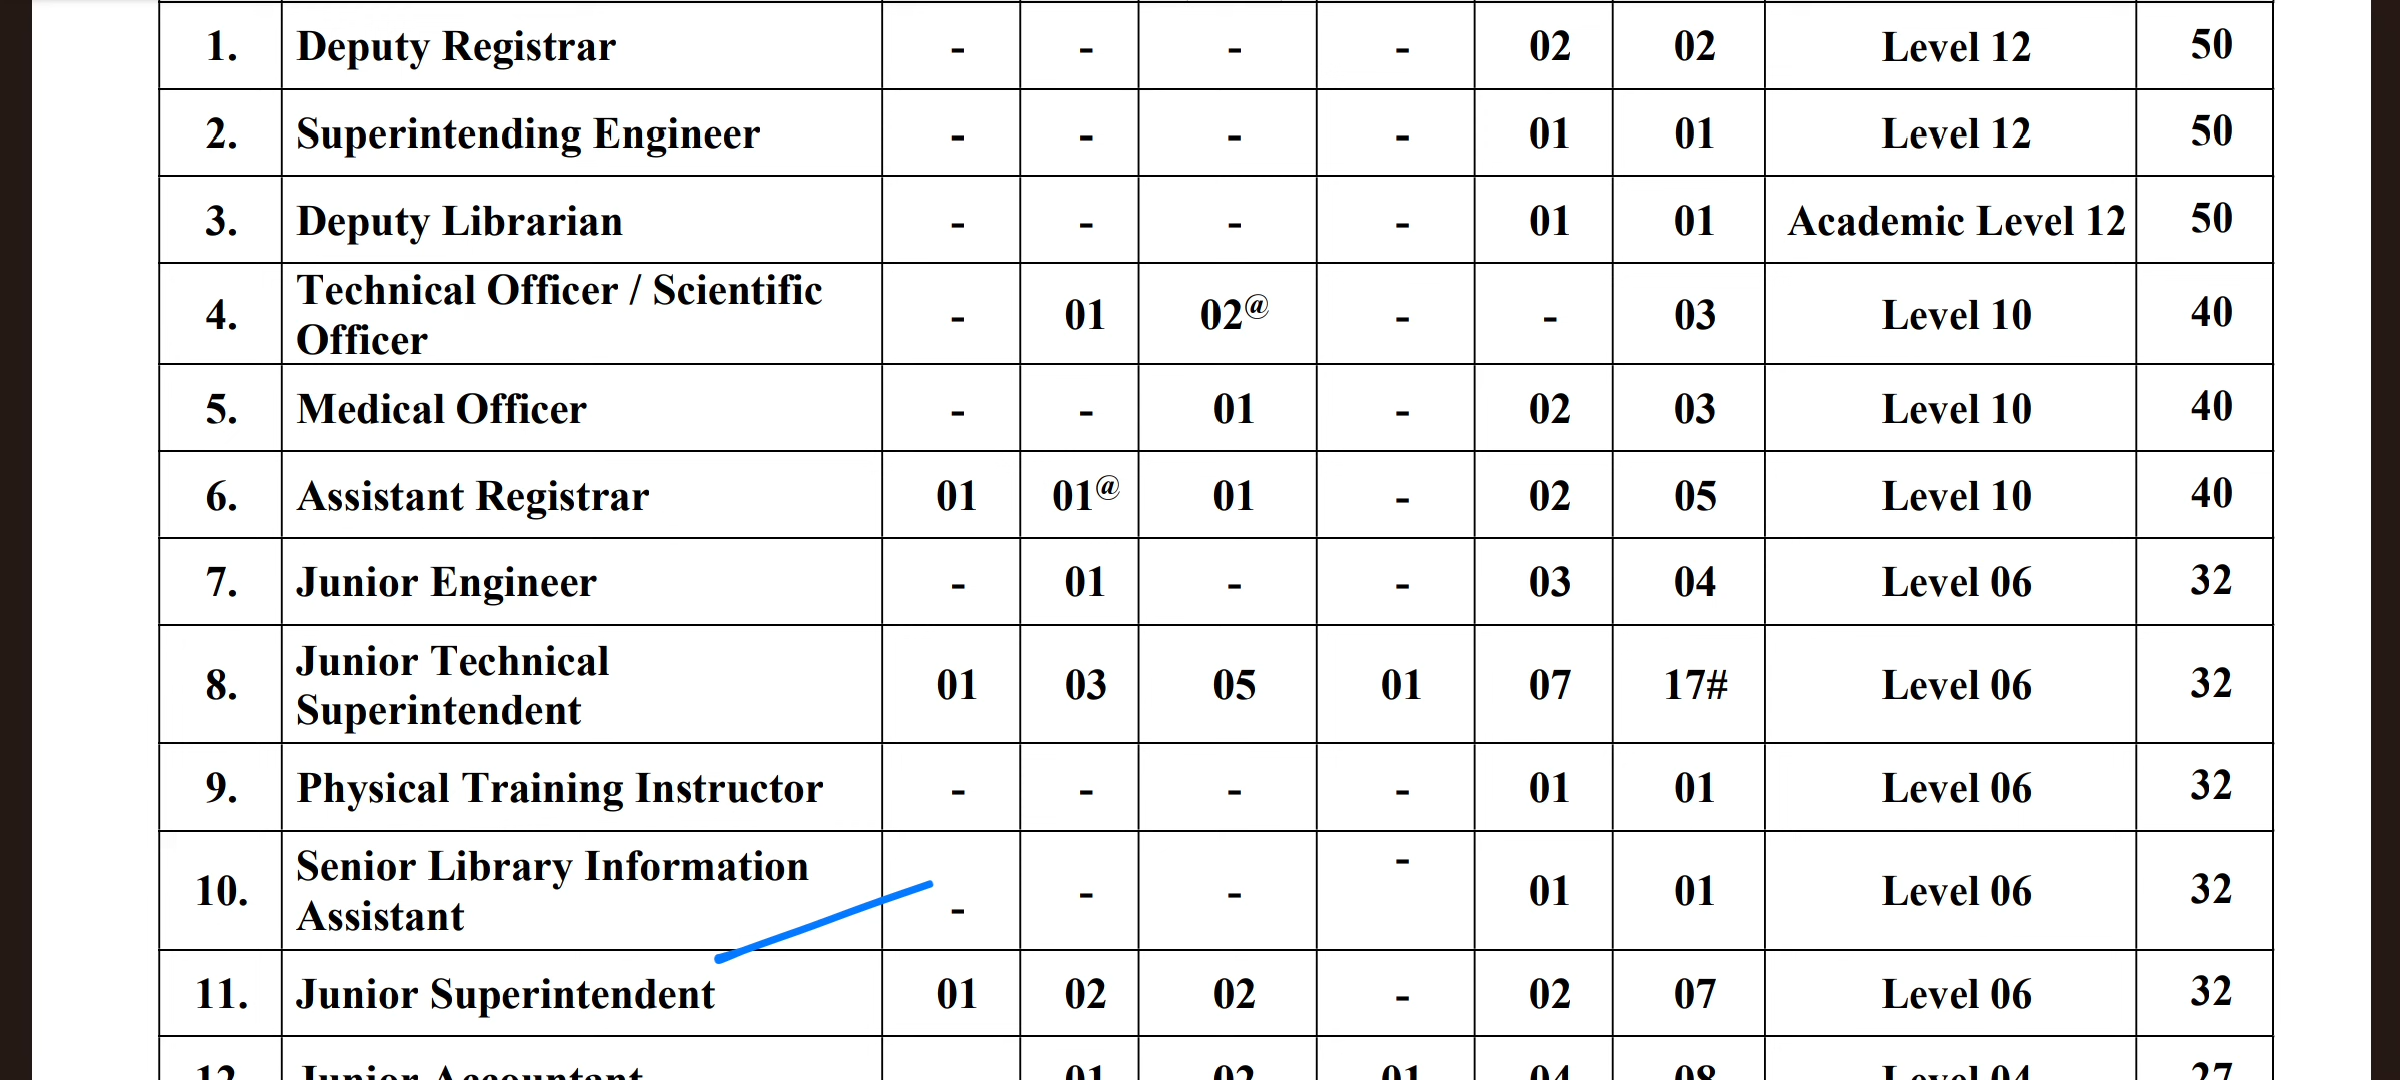 1. Deputy Registrar - - - - 02 02 Level 12 50
2. Superintending Engineer - - - - 01 01 Level 12 50
3. Deputy Librarian - - - - 01 01 Academic Level 12 50
4. Technical Officer / Scientific Officer - 01 02@ - - 03 Level 10 40
5. Medical Officer - - 01 - 02 03 Level 10 40
6. Assistant Registrar 01 01@ 01 - 02 05 Level 10 40
7. Junior Engineer - 01 - - 03 04 Level 06 32
8. Junior Technical Superintendent 01 03 05 01 07 17# Level 06 32
9. Physical Training Instructor - - - - 01 01 Level 06 32
10. Senior Library Information Assistant - - - - 01 01 Level 06 32
11. Junior Superintendent 01 02 02 - 02 07 Level 06 32
12. Junior Accountant 01 02 01 04 08 Level 04 27